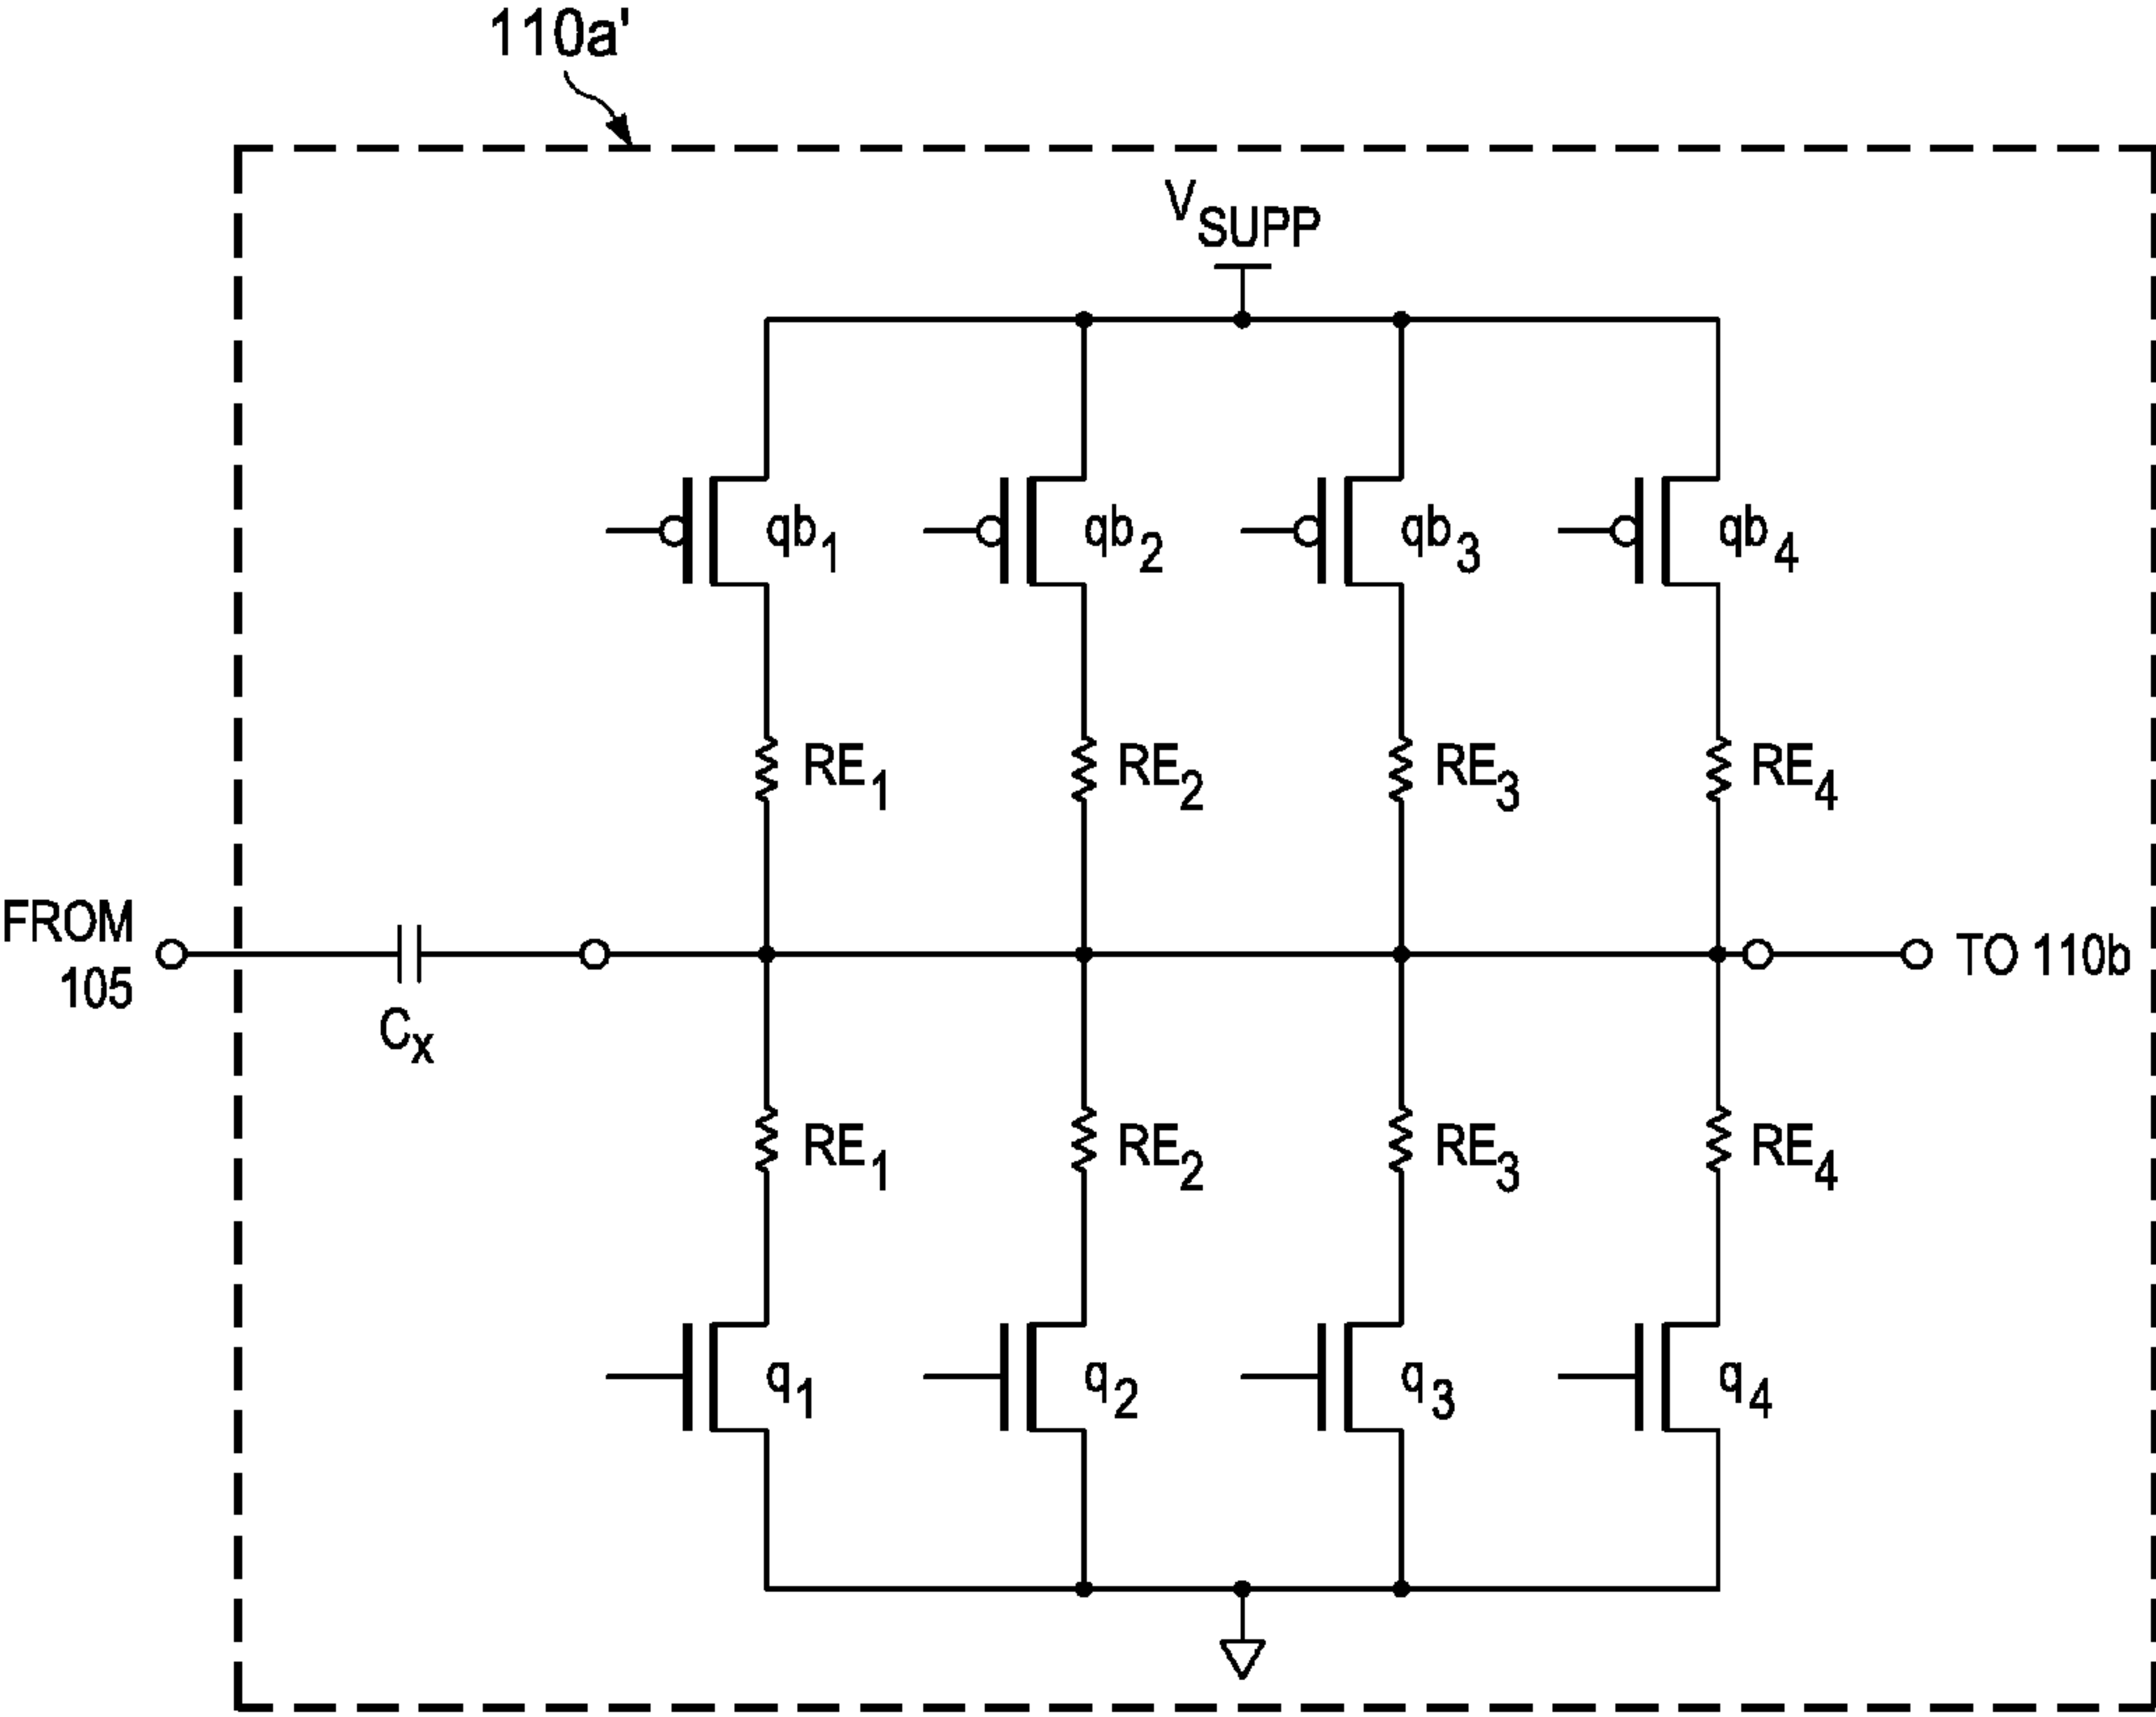 110a'
VSUPP
qb1 qb2 qb3 qb4
RE1 RE2 RE3 RE4
FROM
105
TO 110b
Cx
RE1 RE2 RE3 RE4
q1 q2 q3 q4